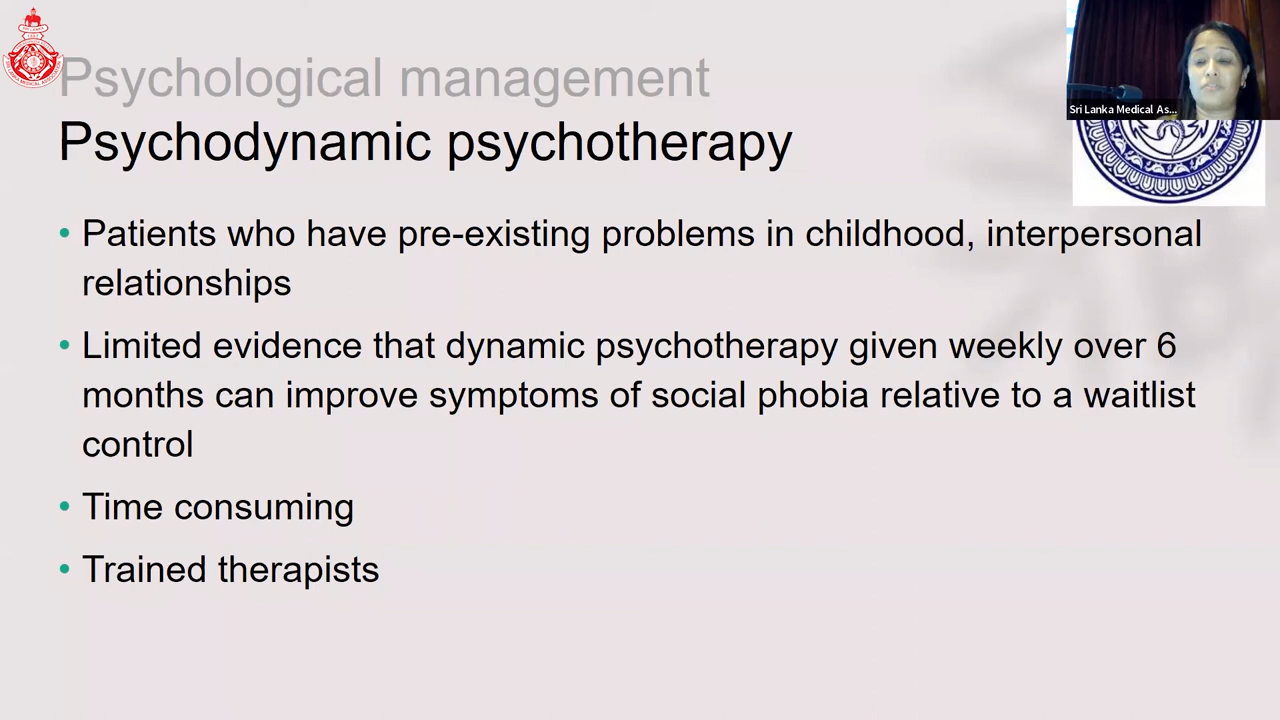 Psychological management
Psychodynamic psychotherapy
• Patients who have pre-existing problems in childhood, interpersonal
relationships
• Limited evidence that dynamic psychotherapy given weekly over 6
months can improve symptoms of social phobia relative to a waitlist
control
• Time consuming
• Trained therapists
Sri Lanka Medical As...